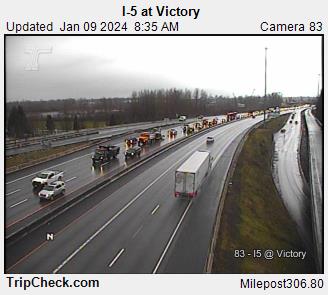 I-5 at Victory
Updated Jan 09 2024 8:35 AM
Camera 83
N
83 - I5 @ Victory
TripCheck.com
Milepost306.80